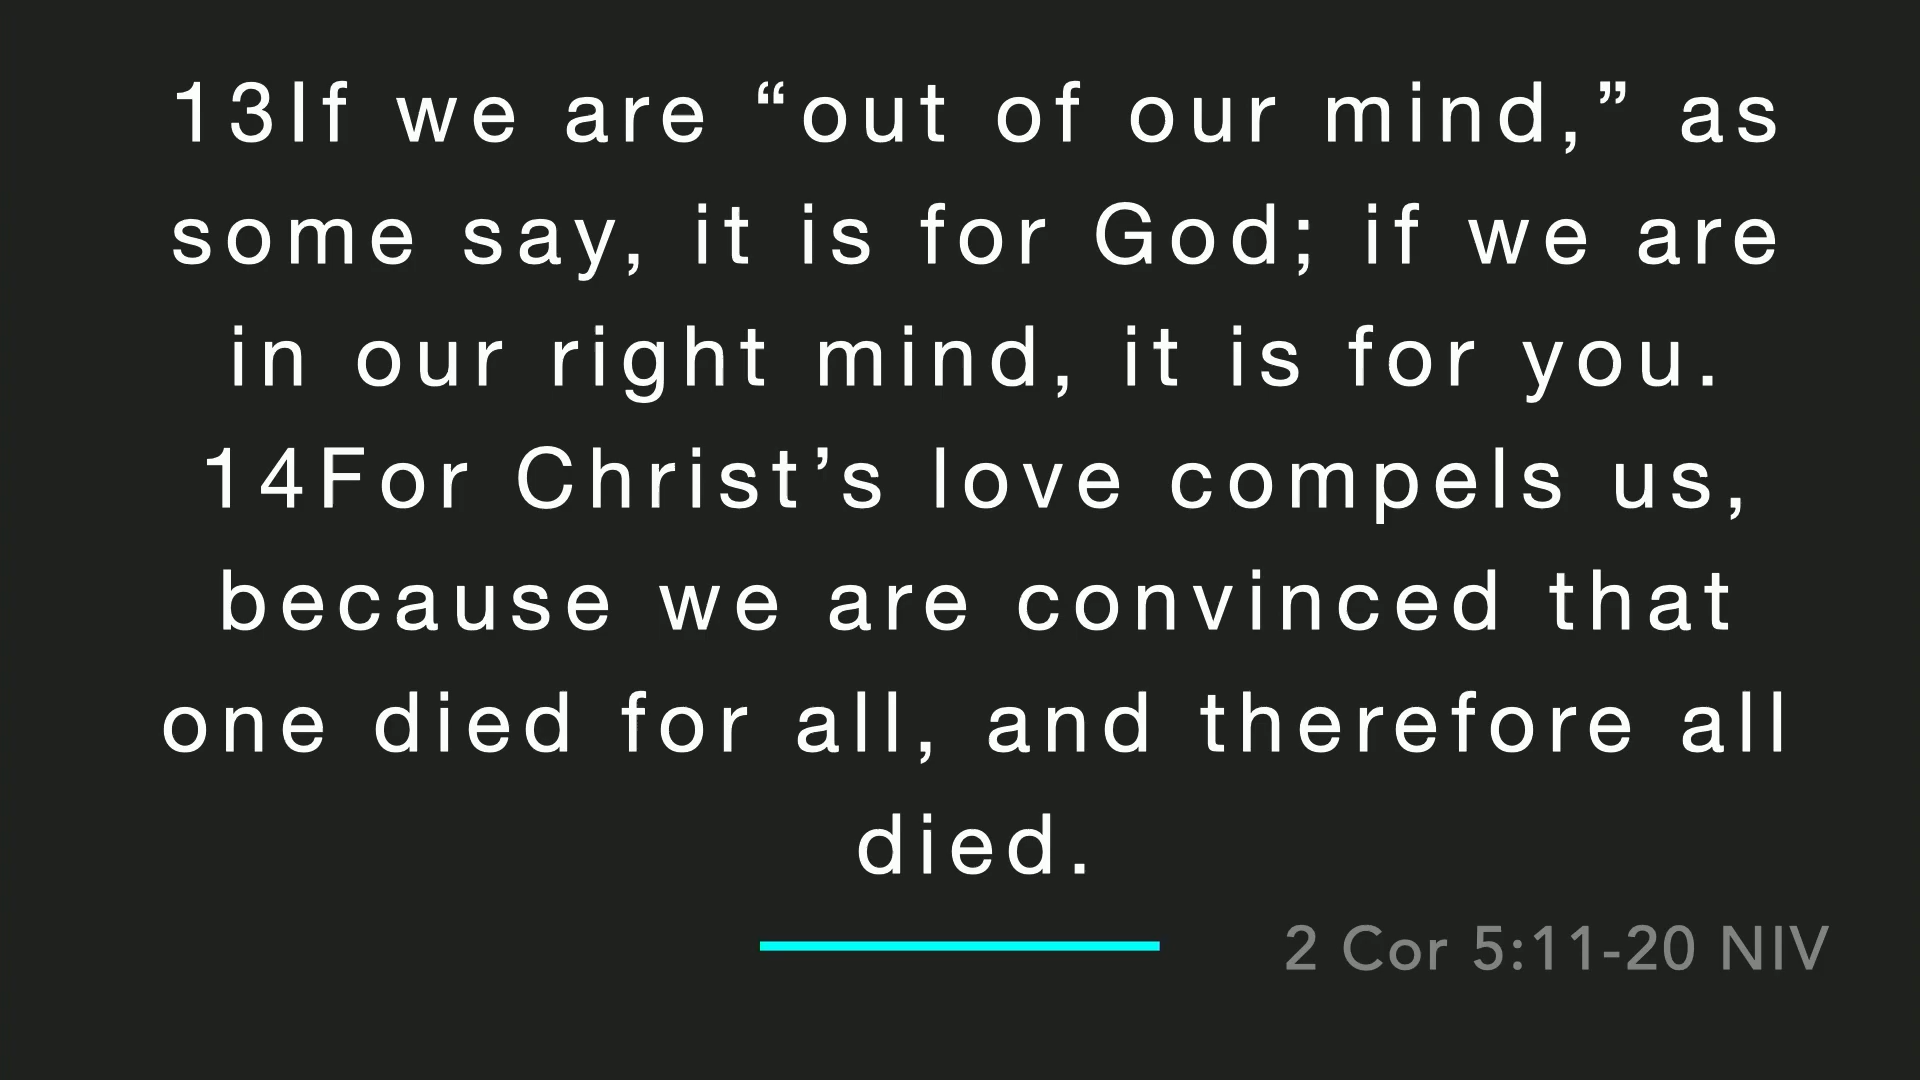 13If we are “out of our mind,” as
some say, it is for God; if we are
in our right mind, it is for you.
14For Christ’s love compels us,
because we are convinced that
one died for all, and therefore all
died.
2 Cor 5:11-20 NIV